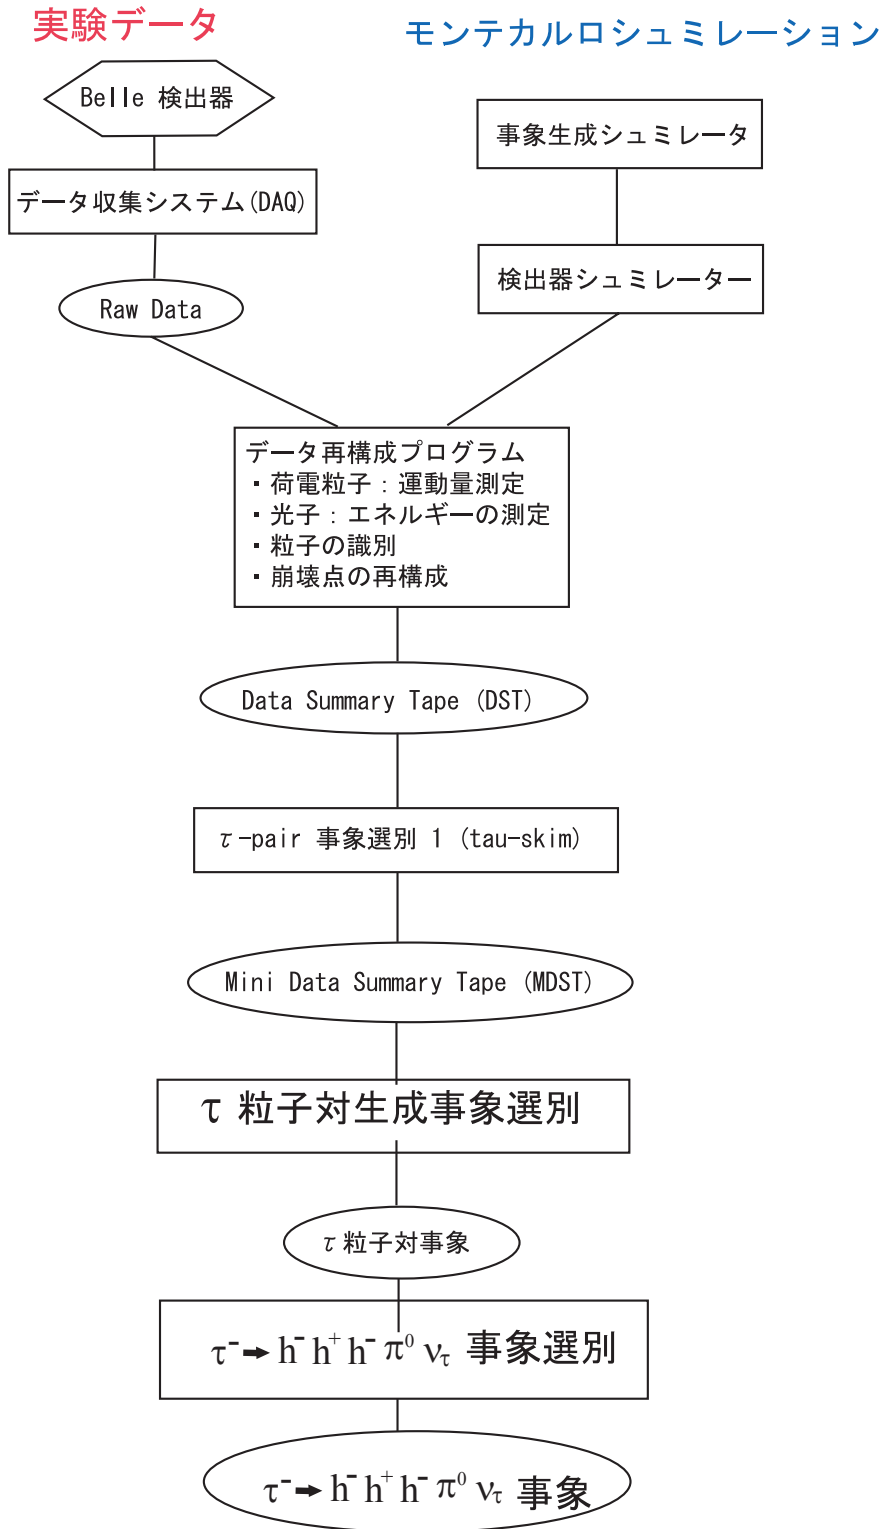 実験データ
モンテカルロシュミレーション
Belle 検出器
事象生成シュミレータ
データ収集システム(DAQ)
検出器シュミレーター
Raw Data
データ再構成プログラム
・荷電粒子：運動量測定
・光子：エネルギーの測定
・粒子の識別
・崩壊点の再構成
Data Summary Tape (DST)
τ-pair 事象選別 1 (tau-skim)
Mini Data Summary Tape (MDST)
τ 粒子対生成事象選別
τ粒子対事象
τ⁻→ h⁻ h⁺ h⁻ π⁰ ντ 事象選別
τ⁻→ h⁻ h⁺ h⁻ π⁰ ντ 事象